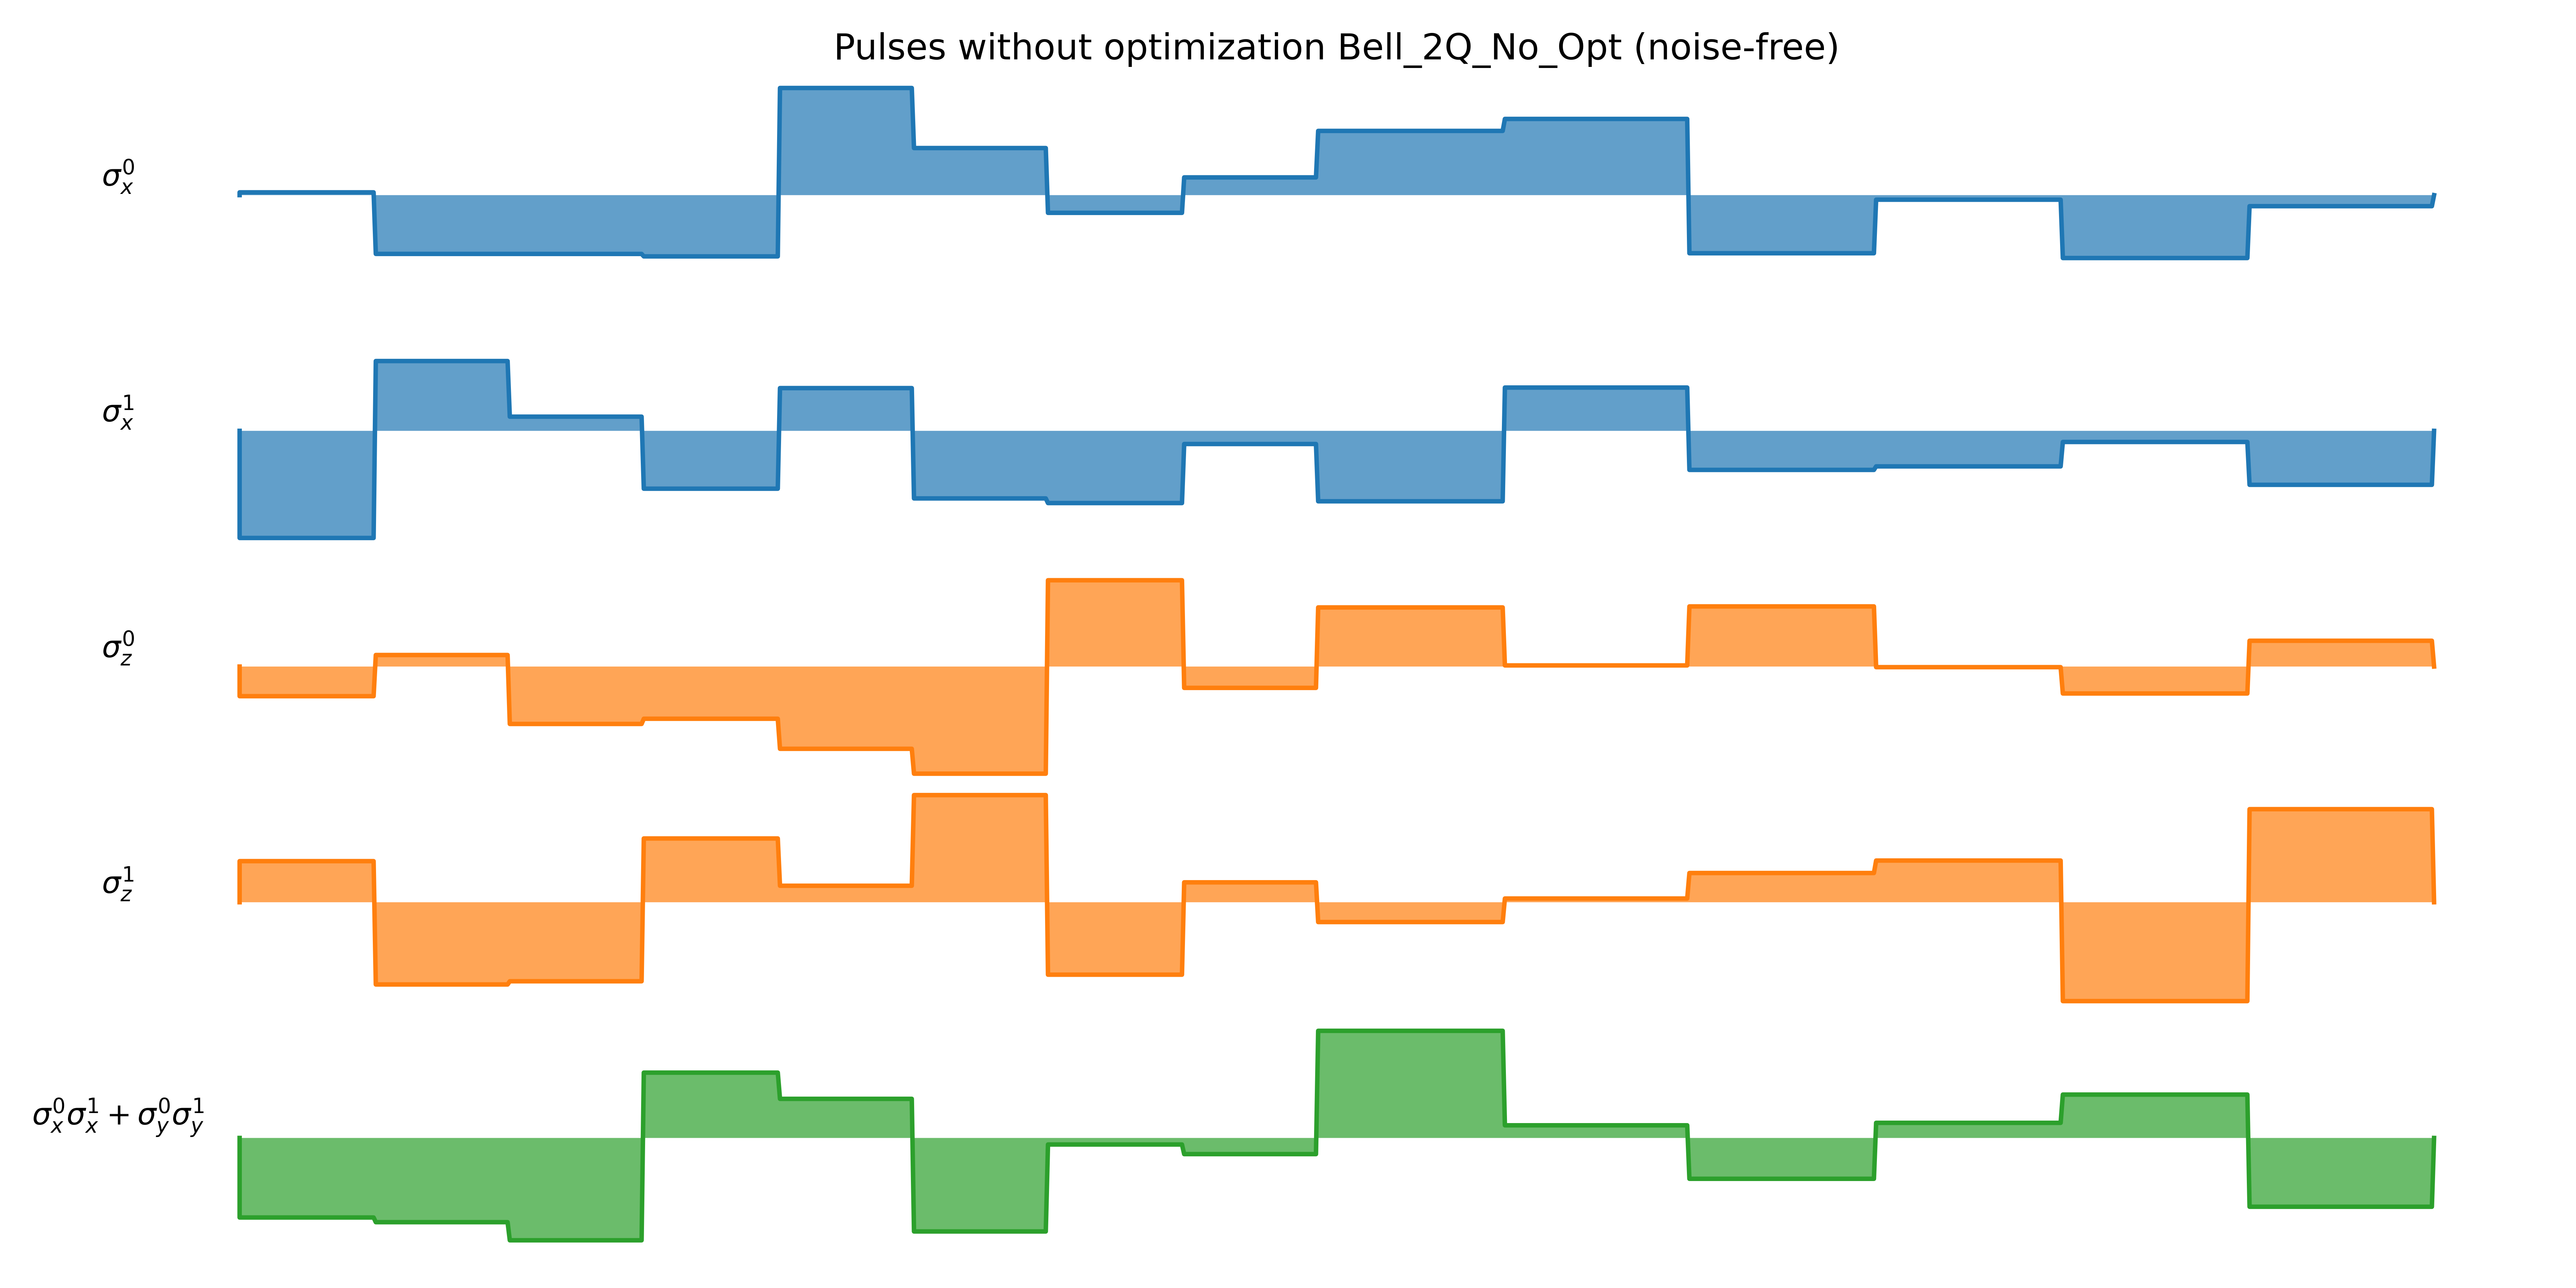 Pulses without optimization Bell_2Q_No_Opt (noise-free)
σ_x^0
σ_x^1
σ_z^0
σ_z^1
σ_x^0σ_x^1 + σ_y^0σ_y^1